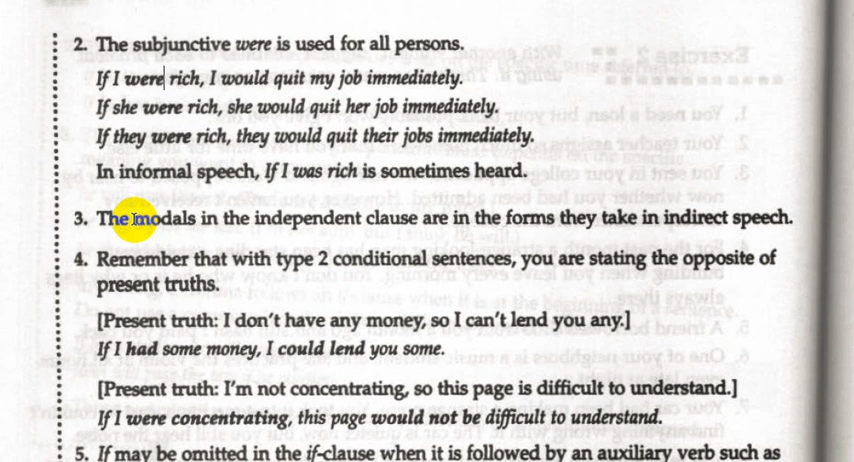 2. The subjunctive were is used for all persons.
If I were rich, I would quit my job immediately.
If she were rich, she would quit her job immediately.
If they were rich, they would quit their jobs immediately.
In informal speech, If I was rich is sometimes heard.
3. The modals in the independent clause are in the forms they take in indirect speech.
4. Remember that with type 2 conditional sentences, you are stating the opposite of
present truths.
[Present truth: I don't have any money, so I can't lend you any.]
If I had some money, I could lend you some.
[Present truth: I'm not concentrating, so this page is difficult to understand.]
If I were concentrating, this page would not be difficult to understand.
5. If may be omitted in the if-clause when it is followed by an auxiliary verb such as